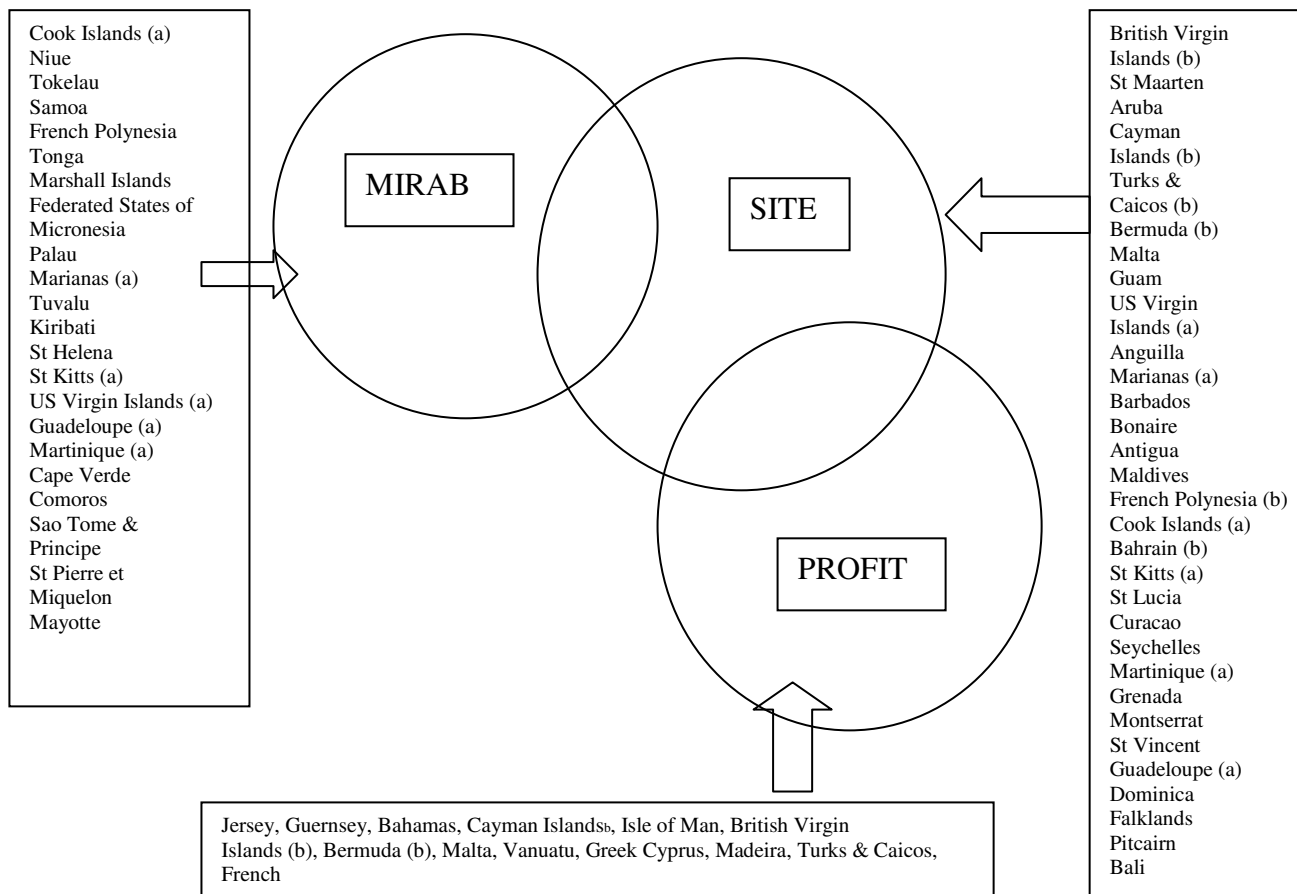 Cook Islands (a)
Niue
Tokelau
Samoa
French Polynesia
Tonga
Marshall Islands
Federated States of
Micronesia
Palau
Marianas (a)
Tuvalu
Kiribati
St Helena
St Kitts (a)
US Virgin Islands (a)
Guadeloupe (a)
Martinique (a)
Cape Verde
Comoros
Sao Tome &
Principe
St Pierre et
Miquelon
Mayotte
MIRAB
SITE
PROFIT
British Virgin
Islands (b)
St Maarten
Aruba
Cayman
Islands (b)
Turks &
Caicos (b)
Bermuda (b)
Malta
Guam
US Virgin
Islands (a)
Anguilla
Marianas (a)
Barbados
Bonaire
Antigua
Maldives
French Polynesia (b)
Cook Islands (a)
Bahrain (b)
St Kitts (a)
St Lucia
Curacao
Seychelles
Martinique (a)
Grenada
Montserrat
St Vincent
Guadeloupe (a)
Dominica
Falklands
Pitcairn
Bali
Jersey, Guernsey, Bahamas, Cayman Islandsb, Isle of Man, British Virgin
Islands (b), Bermuda (b), Malta, Vanuatu, Greek Cyprus, Madeira, Turks & Caicos,
French